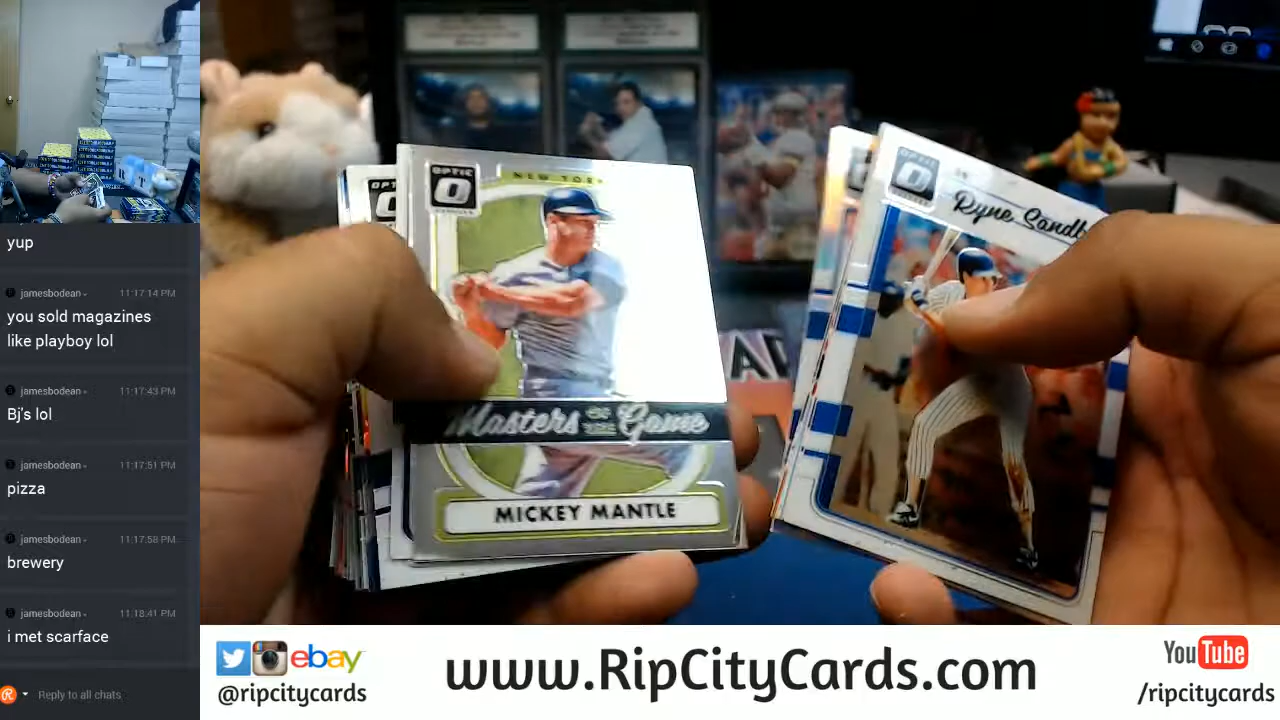 yup
jamesbodean 11:17:14 PM
you sold magazines
like playboy lol
jamesbodean 11:17:43 PM
Bj's lol
jamesbodean 11:17:51 PM
pizza
jamesbodean 11:17:58 PM
brewery
jamesbodean 11:18:41 PM
i met scarface
Reply to all chats
OPTIC
NEW YORK
Masters OF THE Game
MICKEY MANTLE
OPTIC
Ryne Sandb
ebay
@ripcitycards
www.RipCityCards.com
YouTube
/ripcitycards